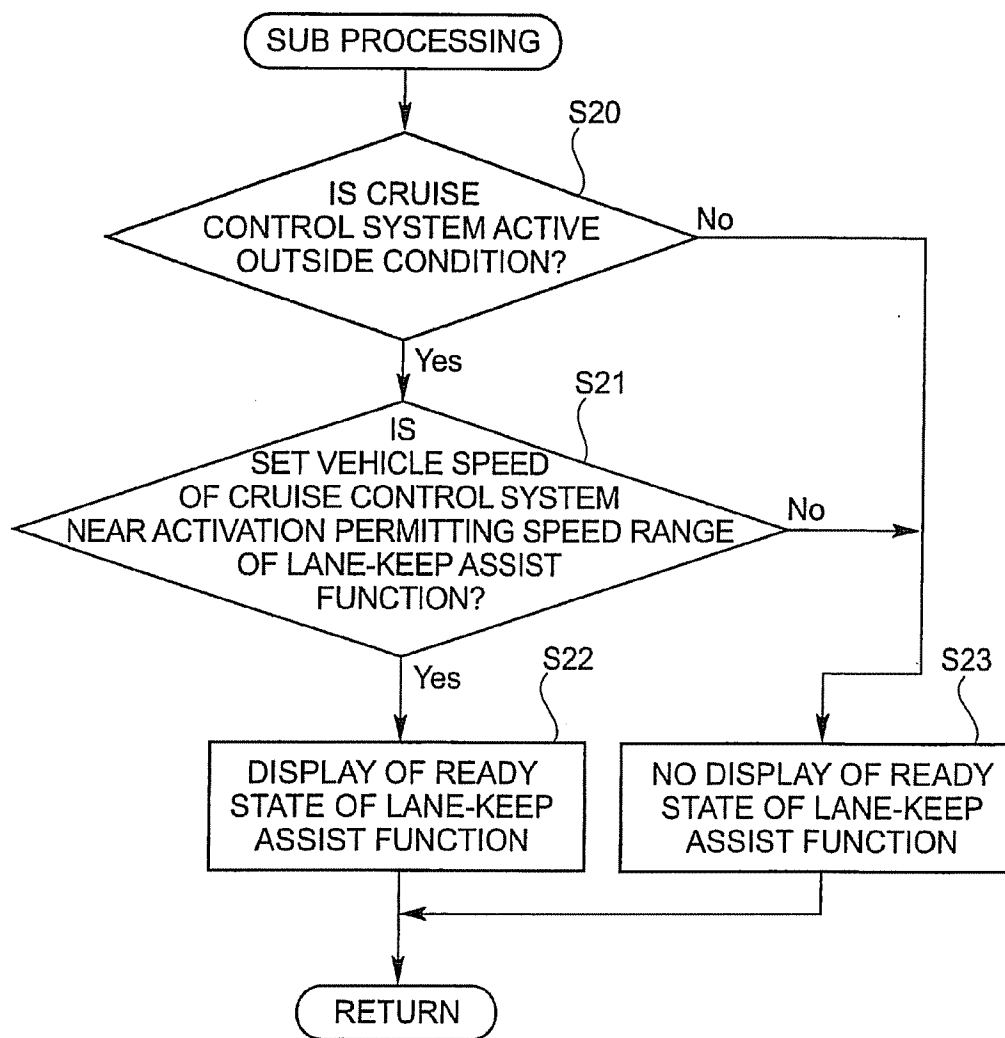 SUB PROCESSING
S20
IS CRUISE
CONTROL SYSTEM ACTIVE
OUTSIDE CONDITION?
No
Yes
S21
IS
SET VEHICLE SPEED
OF CRUISE CONTROL SYSTEM
NEAR ACTIVATION PERMITTING SPEED RANGE
OF LANE-KEEP ASSIST
FUNCTION?
No
Yes
S22
DISPLAY OF READY
STATE OF LANE-KEEP
ASSIST FUNCTION
S23
NO DISPLAY OF READY
STATE OF LANE-KEEP
ASSIST FUNCTION
RETURN